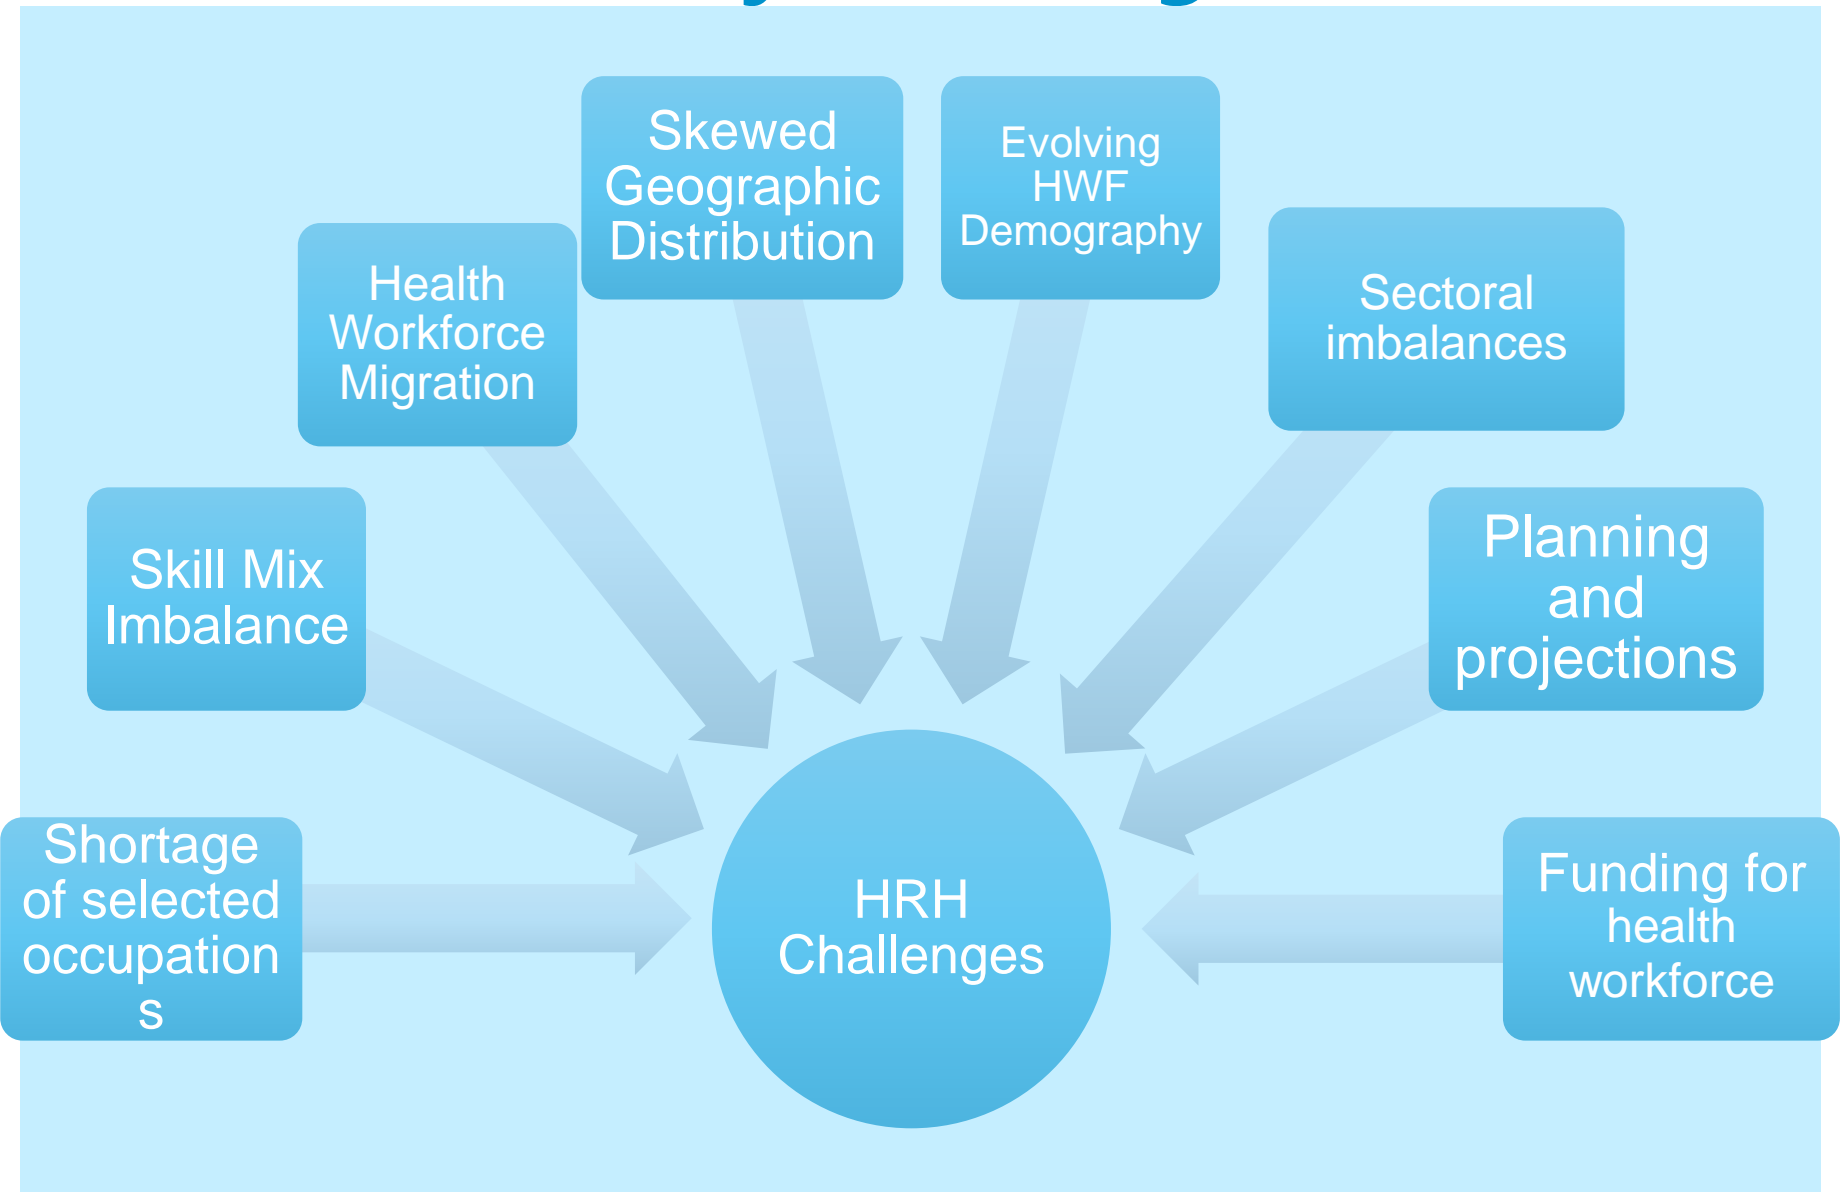 Skewed
Geographic
Distribution
Evolving
HWF
Demography
Health
Workforce
Migration
Sectoral
imbalances
Skill Mix
Imbalance
Planning
and
projections
Shortage
of selected
occupation
s
HRH
Challenges
Funding for
health
workforce